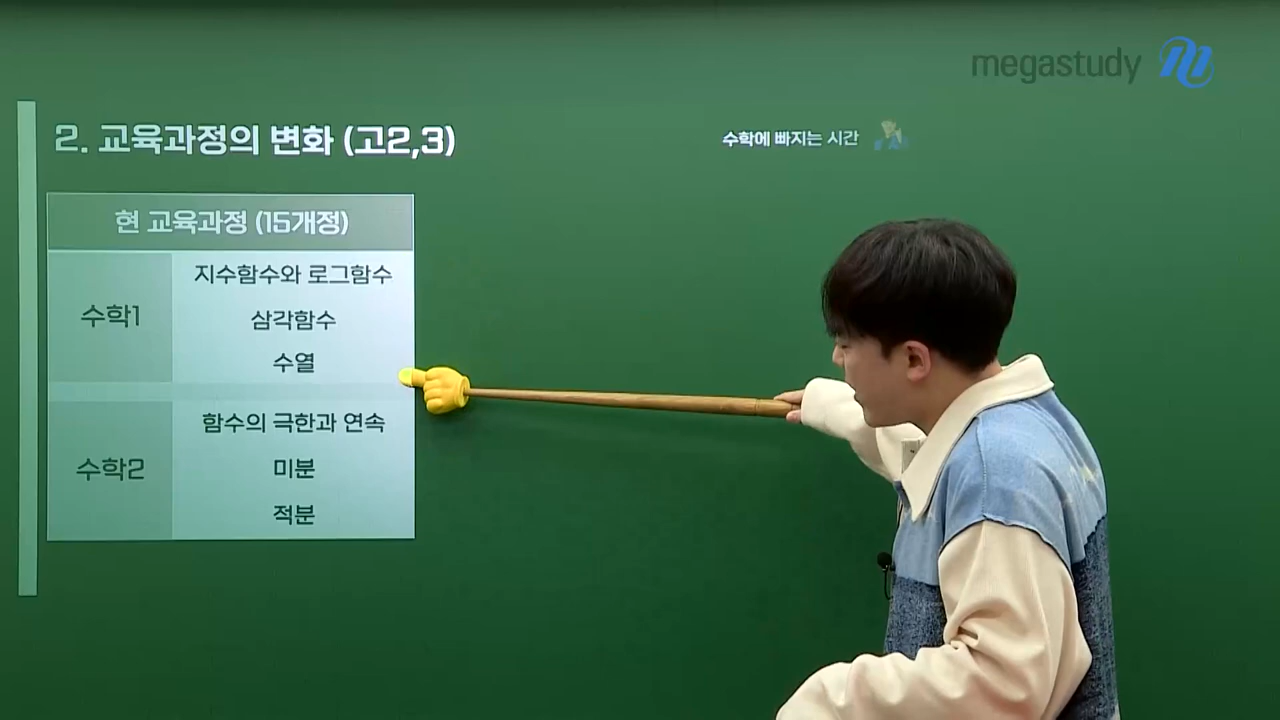 megastudy
2. 교육과정의 변화 (고2,3)
수학에 빠지는 시간
현 교육과정 (15개정)
수학1
지수함수와 로그함수
삼각함수
수열
수학2
함수의 극한과 연속
미분
적분